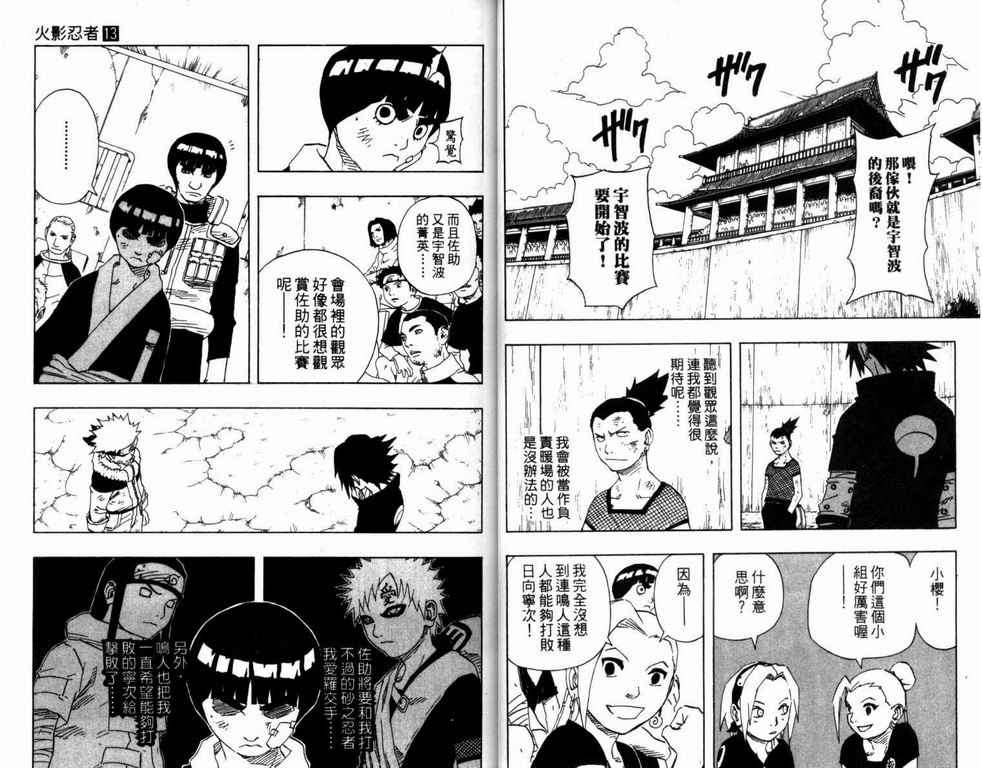 火影忍者 13
ザワ
ザワ
ザワ
喂！
那傢伙就是宇智波
的後裔嗎？
宇智波的比賽
要開始了！
聽到觀眾這麼說，
連我都覺得很
期待呢……
我會被當作負
責暖場的人也
是沒辦法的…
小櫻！
你們這個小
組好厲害喔
——！
什麼意
思啊？
因為——
我完全沒想
到連鳴人這種
人都能夠打敗
日向寧次！
驚覺
………
而且佐助
又是宇智波
的菁英……
會場裡的觀眾
好像都很想觀
賞佐助的比賽
呢——！
佐助將要和我打
不過的砂之忍者
我愛羅交手……
另外，
鳴人也把我
一直希望能夠打
敗的寧次給
擊敗了……